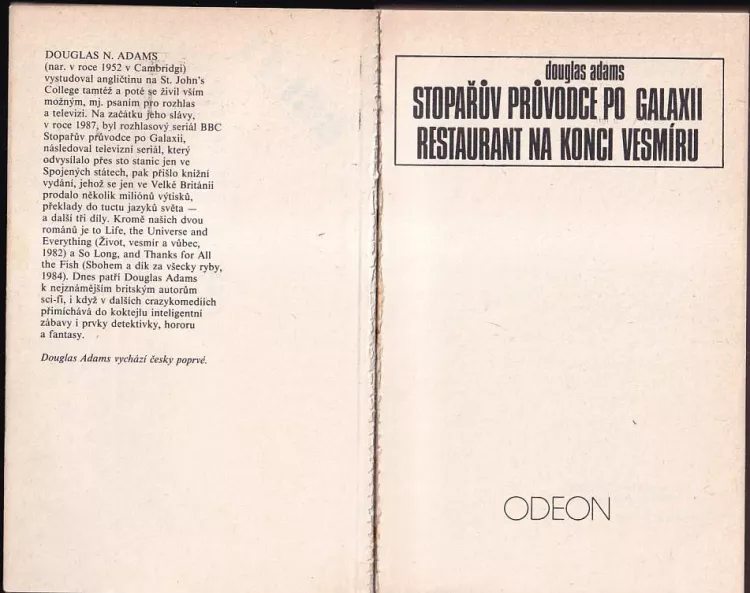 DOUGLAS N. ADAMS
(nar. v roce 1952 v Cambridgi)
vystudoval angličtinu na St. John's
College tamtéž a poté se živil vším
možným, mj. psaním pro rozhlas
a televizi. Na začátku jeho slávy,
v roce 1987, byl rozhlasový seriál BBC
Stopařův průvodce po Galaxii,
následoval televizní seriál, který
odvysílalo přes sto stanic jen ve
Spojených státech, pak přišlo knižní
vydání, jehož se jen ve Velké Británii
prodalo několik miliónů výtisků,
překlady do tuctu jazyků světa —
a další tři díly. Kromě našich dvou
románů je to Life, the Universe and
Everything (Život, vesmír a vůbec,
1982) a So Long, and Thanks for All
the Fish (Sbohem a dík za všecky ryby,
1984). Dnes patří Douglas Adams
k nejznámějším britským autorům
sci-fi, i když v dalších crazykomediích
přimíchává do koktejlu inteligentní
zábavy i prvky detektivky, hororu
a fantasy.
Douglas Adams vychází česky poprvé.
douglas adams
STOPAŘŮV PRŮVODCE PO GALAXII
RESTAURANT NA KONCI VESMÍRU
ODEON